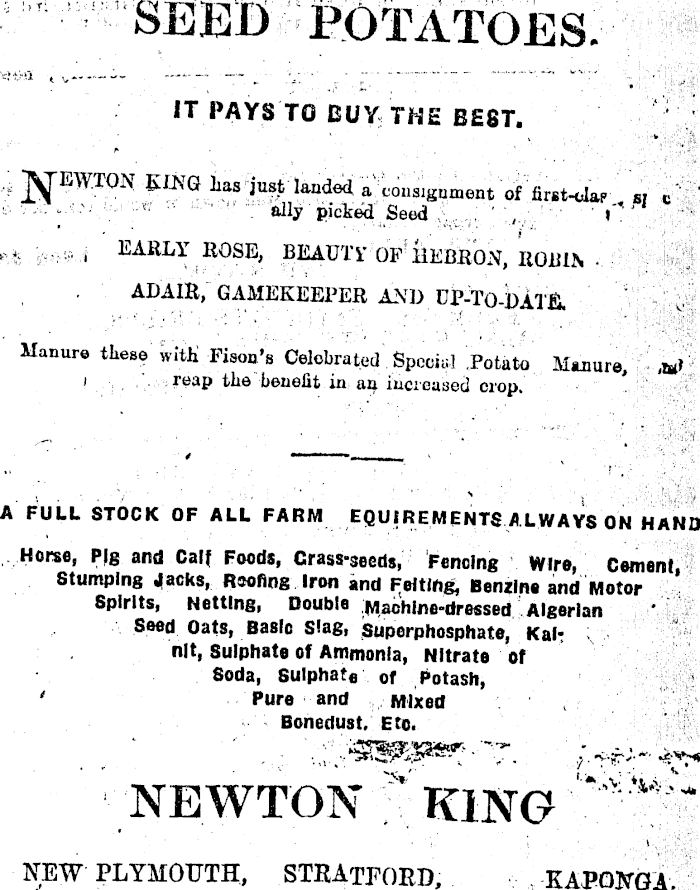 SEED POTATOES.
IT PAYS TO BUY THE BEST.
NEWTON KING has just landed a consignment of
ally picked Seed
EARLY ROSE, BEAUTY OF HEBRON, ROBIN
ADAIR, GAMEKEEPER AND UP-TO-DATE.
Manure these with Fison's Celebrated Special Potato Manure,
reap the benefit in an increased crop.
A FULL STOCK OF ALL FARM EQUIREMENTS ALWAYS ON HAND
Horse, Pig and Calf Foods, Grass-seeds, Fencing Wire, Cement,
Stumping Jacks, Roofing Iron and Felting, Benzine and Motor
Spirits, Netting, Double Machine-dressed Algerian
Seed Oats, Basic Slag, Superphosphate, Kai-
nit, Sulphate of Ammonia, Nitrate of
Soda, Sulphate of Potash,
Pure and Mixed
Bonedust, Etc.
NEWTON KING
NEW PLYMOUTH, STRATFORD, KAPONGA.